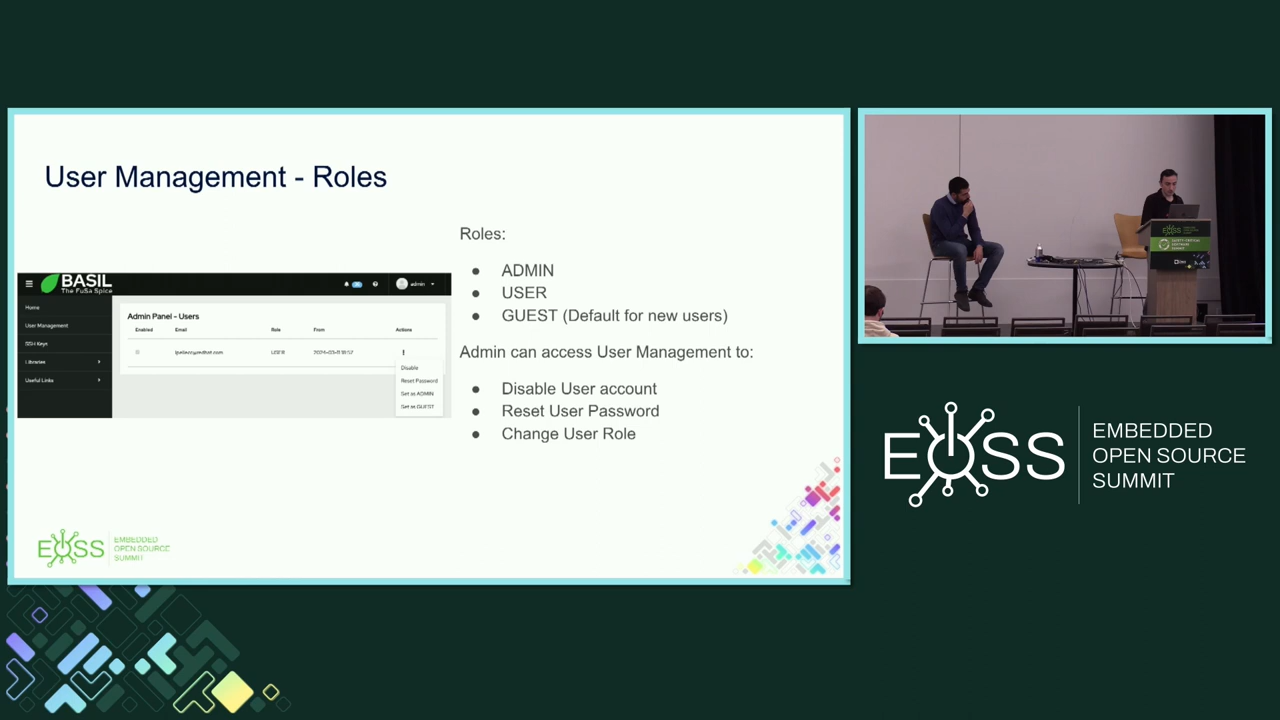 User Management - Roles
Roles:
● ADMIN
● USER
● GUEST (Default for new users)
Admin can access User Management to:
● Disable User account
● Reset User Password
● Change User Role
BASIL
The FuSa Spice
admin
Home
User Management
SSH Keys
Libraries
Useful Links
Admin Panel - Users
Enabled Email Role From Actions
USER
Disable
Reset Password
Set as ADMIN
Set as GUEST
EOSS
EMBEDDED
OPEN SOURCE
SUMMIT
EOSS
EMBEDDED
OPEN SOURCE
SUMMIT